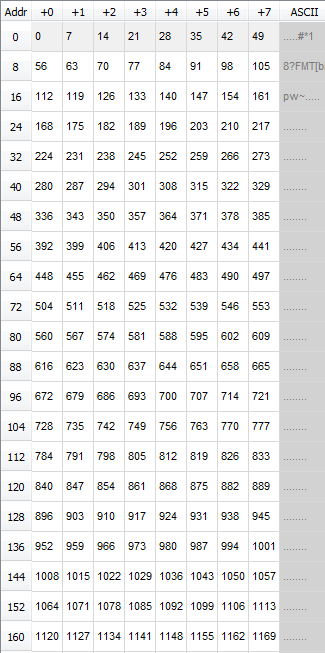 Addr +0 +1 +2 +3 +4 +5 +6 +7 ASCII
0 0 7 14 21 28 35 42 49 .....#*1
8 56 63 70 77 84 91 98 105 8?FMT[b
16 112 119 126 133 140 147 154 161 pw~.....
24 168 175 182 189 196 203 210 217 ........
32 224 231 238 245 252 259 266 273 ........
40 280 287 294 301 308 315 322 329 ........
48 336 343 350 357 364 371 378 385 ........
56 392 399 406 413 420 427 434 441 ........
64 448 455 462 469 476 483 490 497 ........
72 504 511 518 525 532 539 546 553 ........
80 560 567 574 581 588 595 602 609 ........
88 616 623 630 637 644 651 658 665 ........
96 672 679 686 693 700 707 714 721 ........
104 728 735 742 749 756 763 770 777 ........
112 784 791 798 805 812 819 826 833 ........
120 840 847 854 861 868 875 882 889 ........
128 896 903 910 917 924 931 938 945 ........
136 952 959 966 973 980 987 994 1001 ........
144 1008 1015 1022 1029 1036 1043 1050 1057 ........
152 1064 1071 1078 1085 1092 1099 1106 1113 ........
160 1120 1127 1134 1141 1148 1155 1162 1169 ........